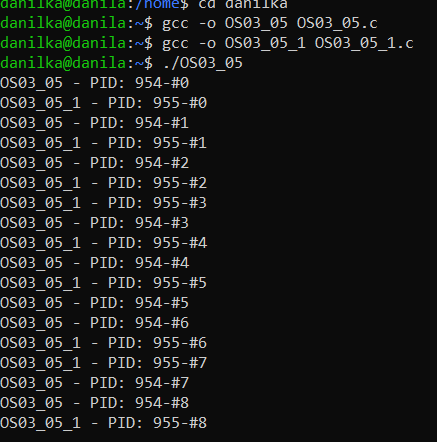 danilka@danila:/home$ cd danilka
danilka@danila:~$ gcc -o OS03_05 OS03_05.c
danilka@danila:~$ gcc -o OS03_05_1 OS03_05_1.c
danilka@danila:~$ ./OS03_05
OS03_05 - PID: 954-#0
OS03_05_1 - PID: 955-#0
OS03_05 - PID: 954-#1
OS03_05_1 - PID: 955-#1
OS03_05 - PID: 954-#2
OS03_05_1 - PID: 955-#2
OS03_05_1 - PID: 955-#3
OS03_05 - PID: 954-#3
OS03_05_1 - PID: 955-#4
OS03_05 - PID: 954-#4
OS03_05_1 - PID: 955-#5
OS03_05 - PID: 954-#5
OS03_05 - PID: 954-#6
OS03_05_1 - PID: 955-#6
OS03_05_1 - PID: 955-#7
OS03_05 - PID: 954-#7
OS03_05 - PID: 954-#8
OS03_05_1 - PID: 955-#8